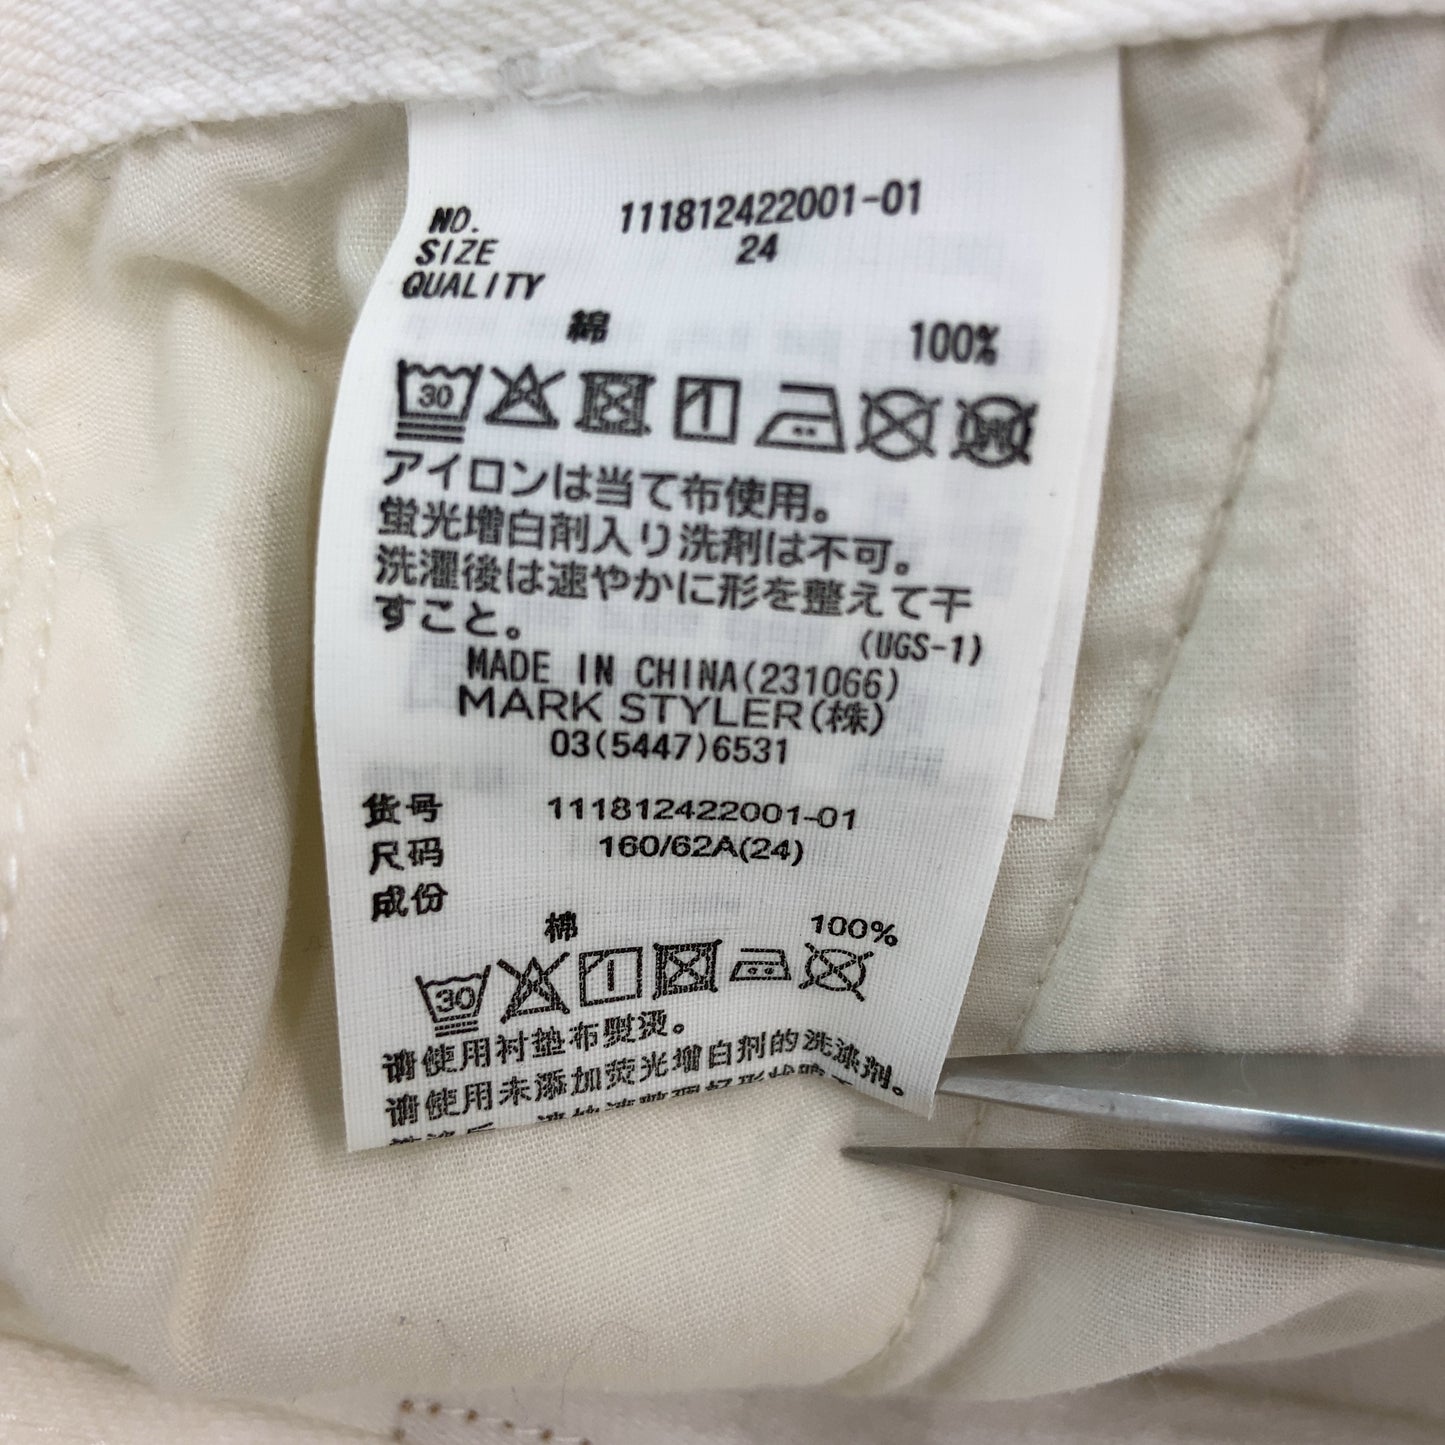 NO. 111812422001-01
SIZE 24
QUALITY
綿 100%
30
アイロンは当て布使用。
蛍光増白剤入り洗剤は不可。
洗濯後は速やかに形を整えて干
すこと。
(UGS-1)
MADE IN CHINA(231066)
MARK STYLER(株)
03(5447)6531
货号 111812422001-01
尺码 160/62A(24)
成份
棉 100%
30
请使用衬垫布熨烫。
请使用未添加荧光增白剂的洗涤剂。